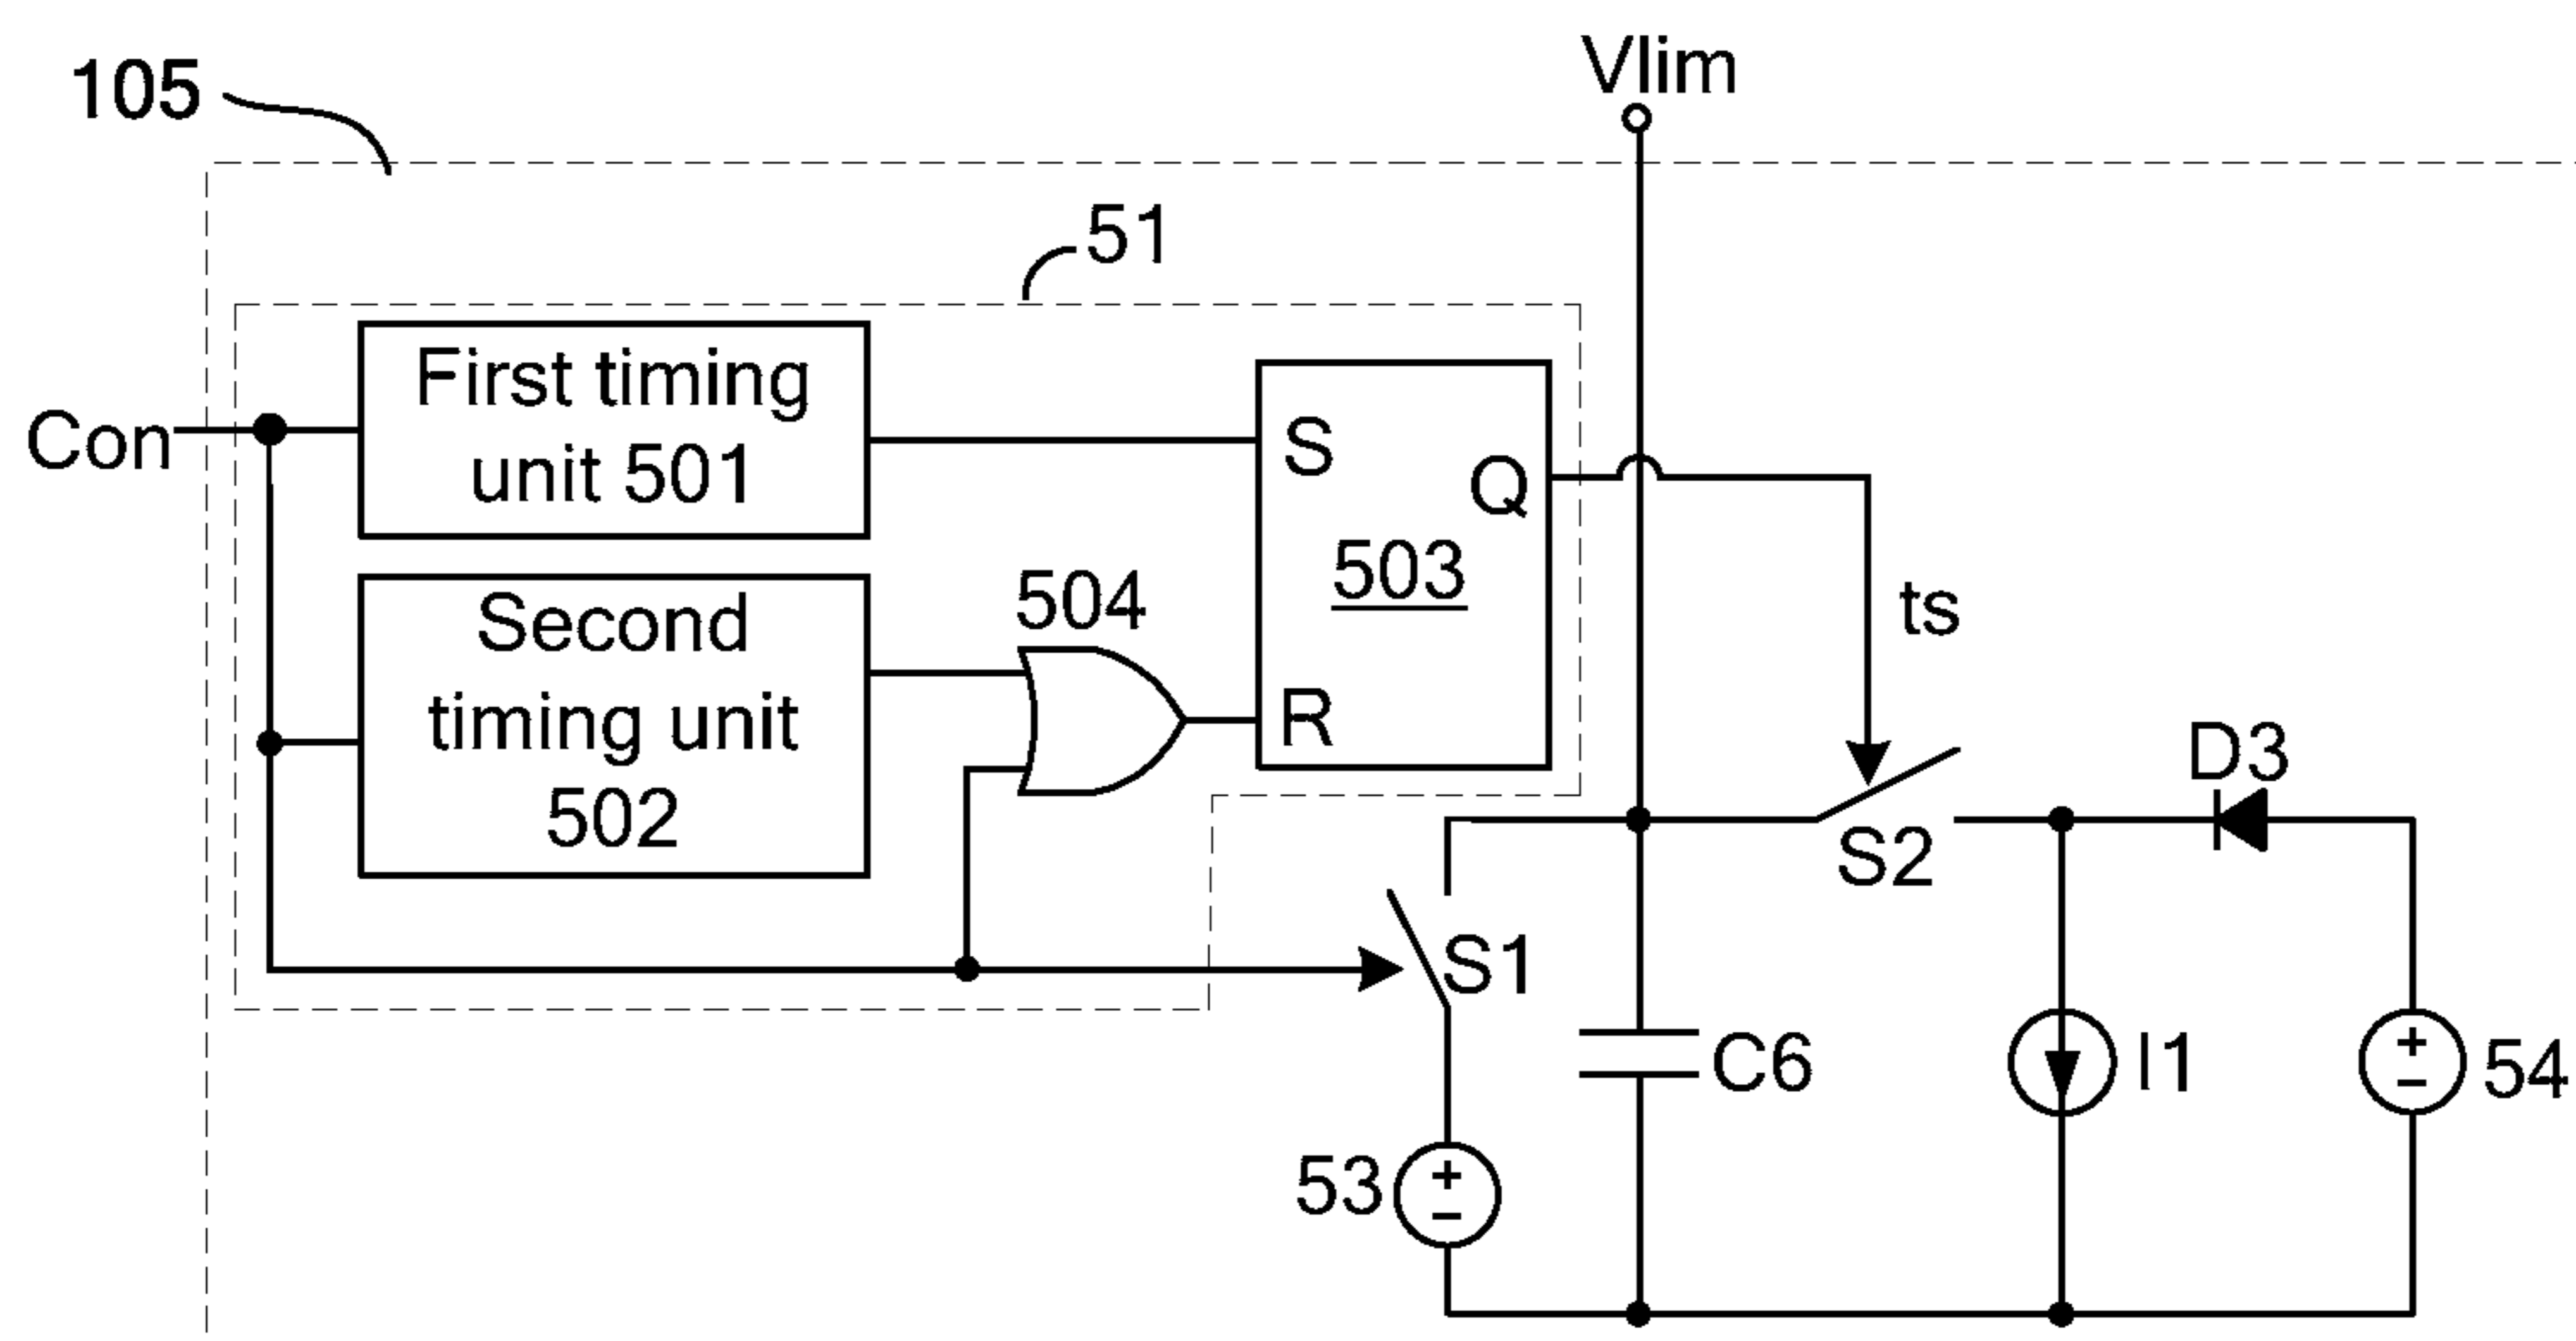 Vlim
105
51
First timing
unit 501
Con
S
Q
503
Second
timing unit
502
504
R
ts
D3
S2
S1
C6
I1
54
+
−
53
+
−